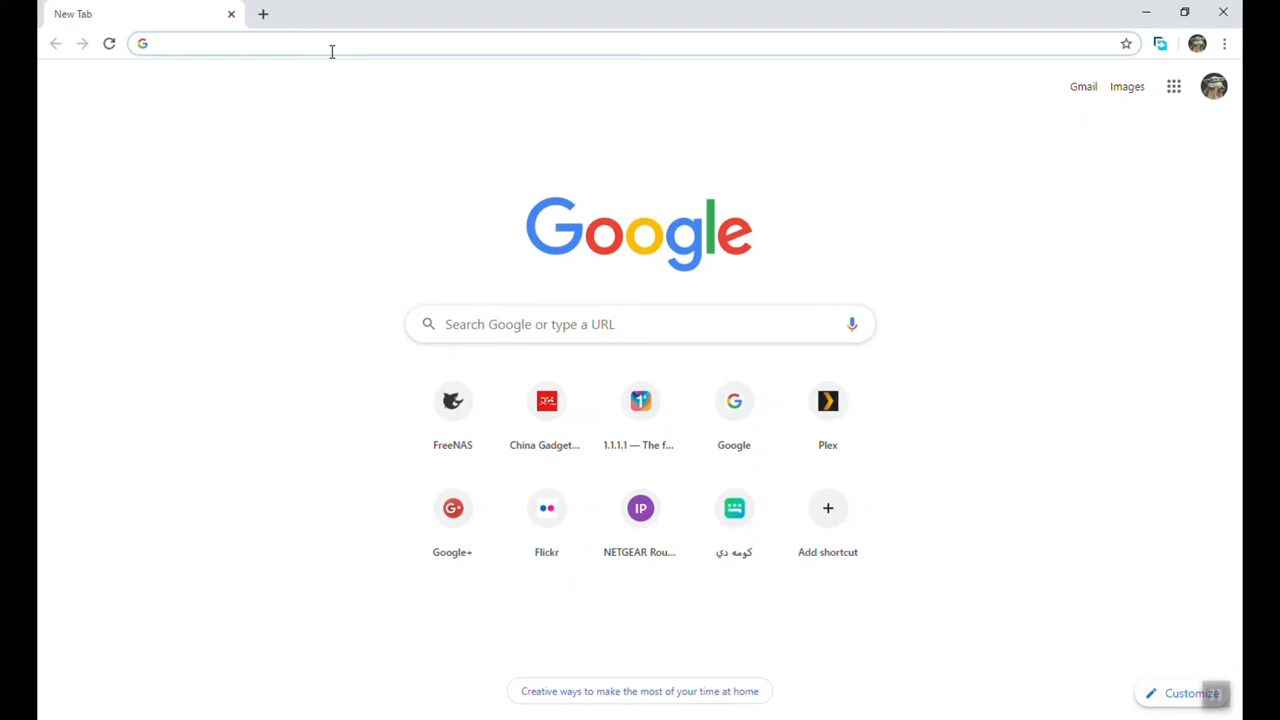 New Tab
Gmail Images
Google
Search Google or type a URL
FreeNAS
China Gadget...
1.1.1.1 — The f...
Google
Plex
Google+
Flickr
NETGEAR Rou...
كومه دي
Add shortcut
Creative ways to make the most of your time at home
Customize